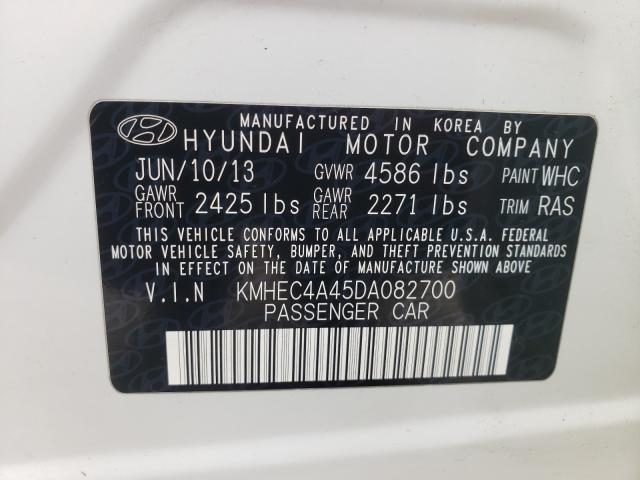 MANUFACTURED IN KOREA BY
HYUNDAI MOTOR COMPANY
JUN/10/13 GVWR 4586 lbs PAINT WHC
GAWR FRONT 2425 lbs GAWR REAR 2271 lbs TRIM RAS
THIS VEHICLE CONFORMS TO ALL APPLICABLE U.S.A. FEDERAL
MOTOR VEHICLE SAFETY, BUMPER, AND THEFT PREVENTION STANDARDS
IN EFFECT ON THE DATE OF MANUFACTURE SHOWN ABOVE.
V.I.N KMHEC4A45DA082700
PASSENGER CAR